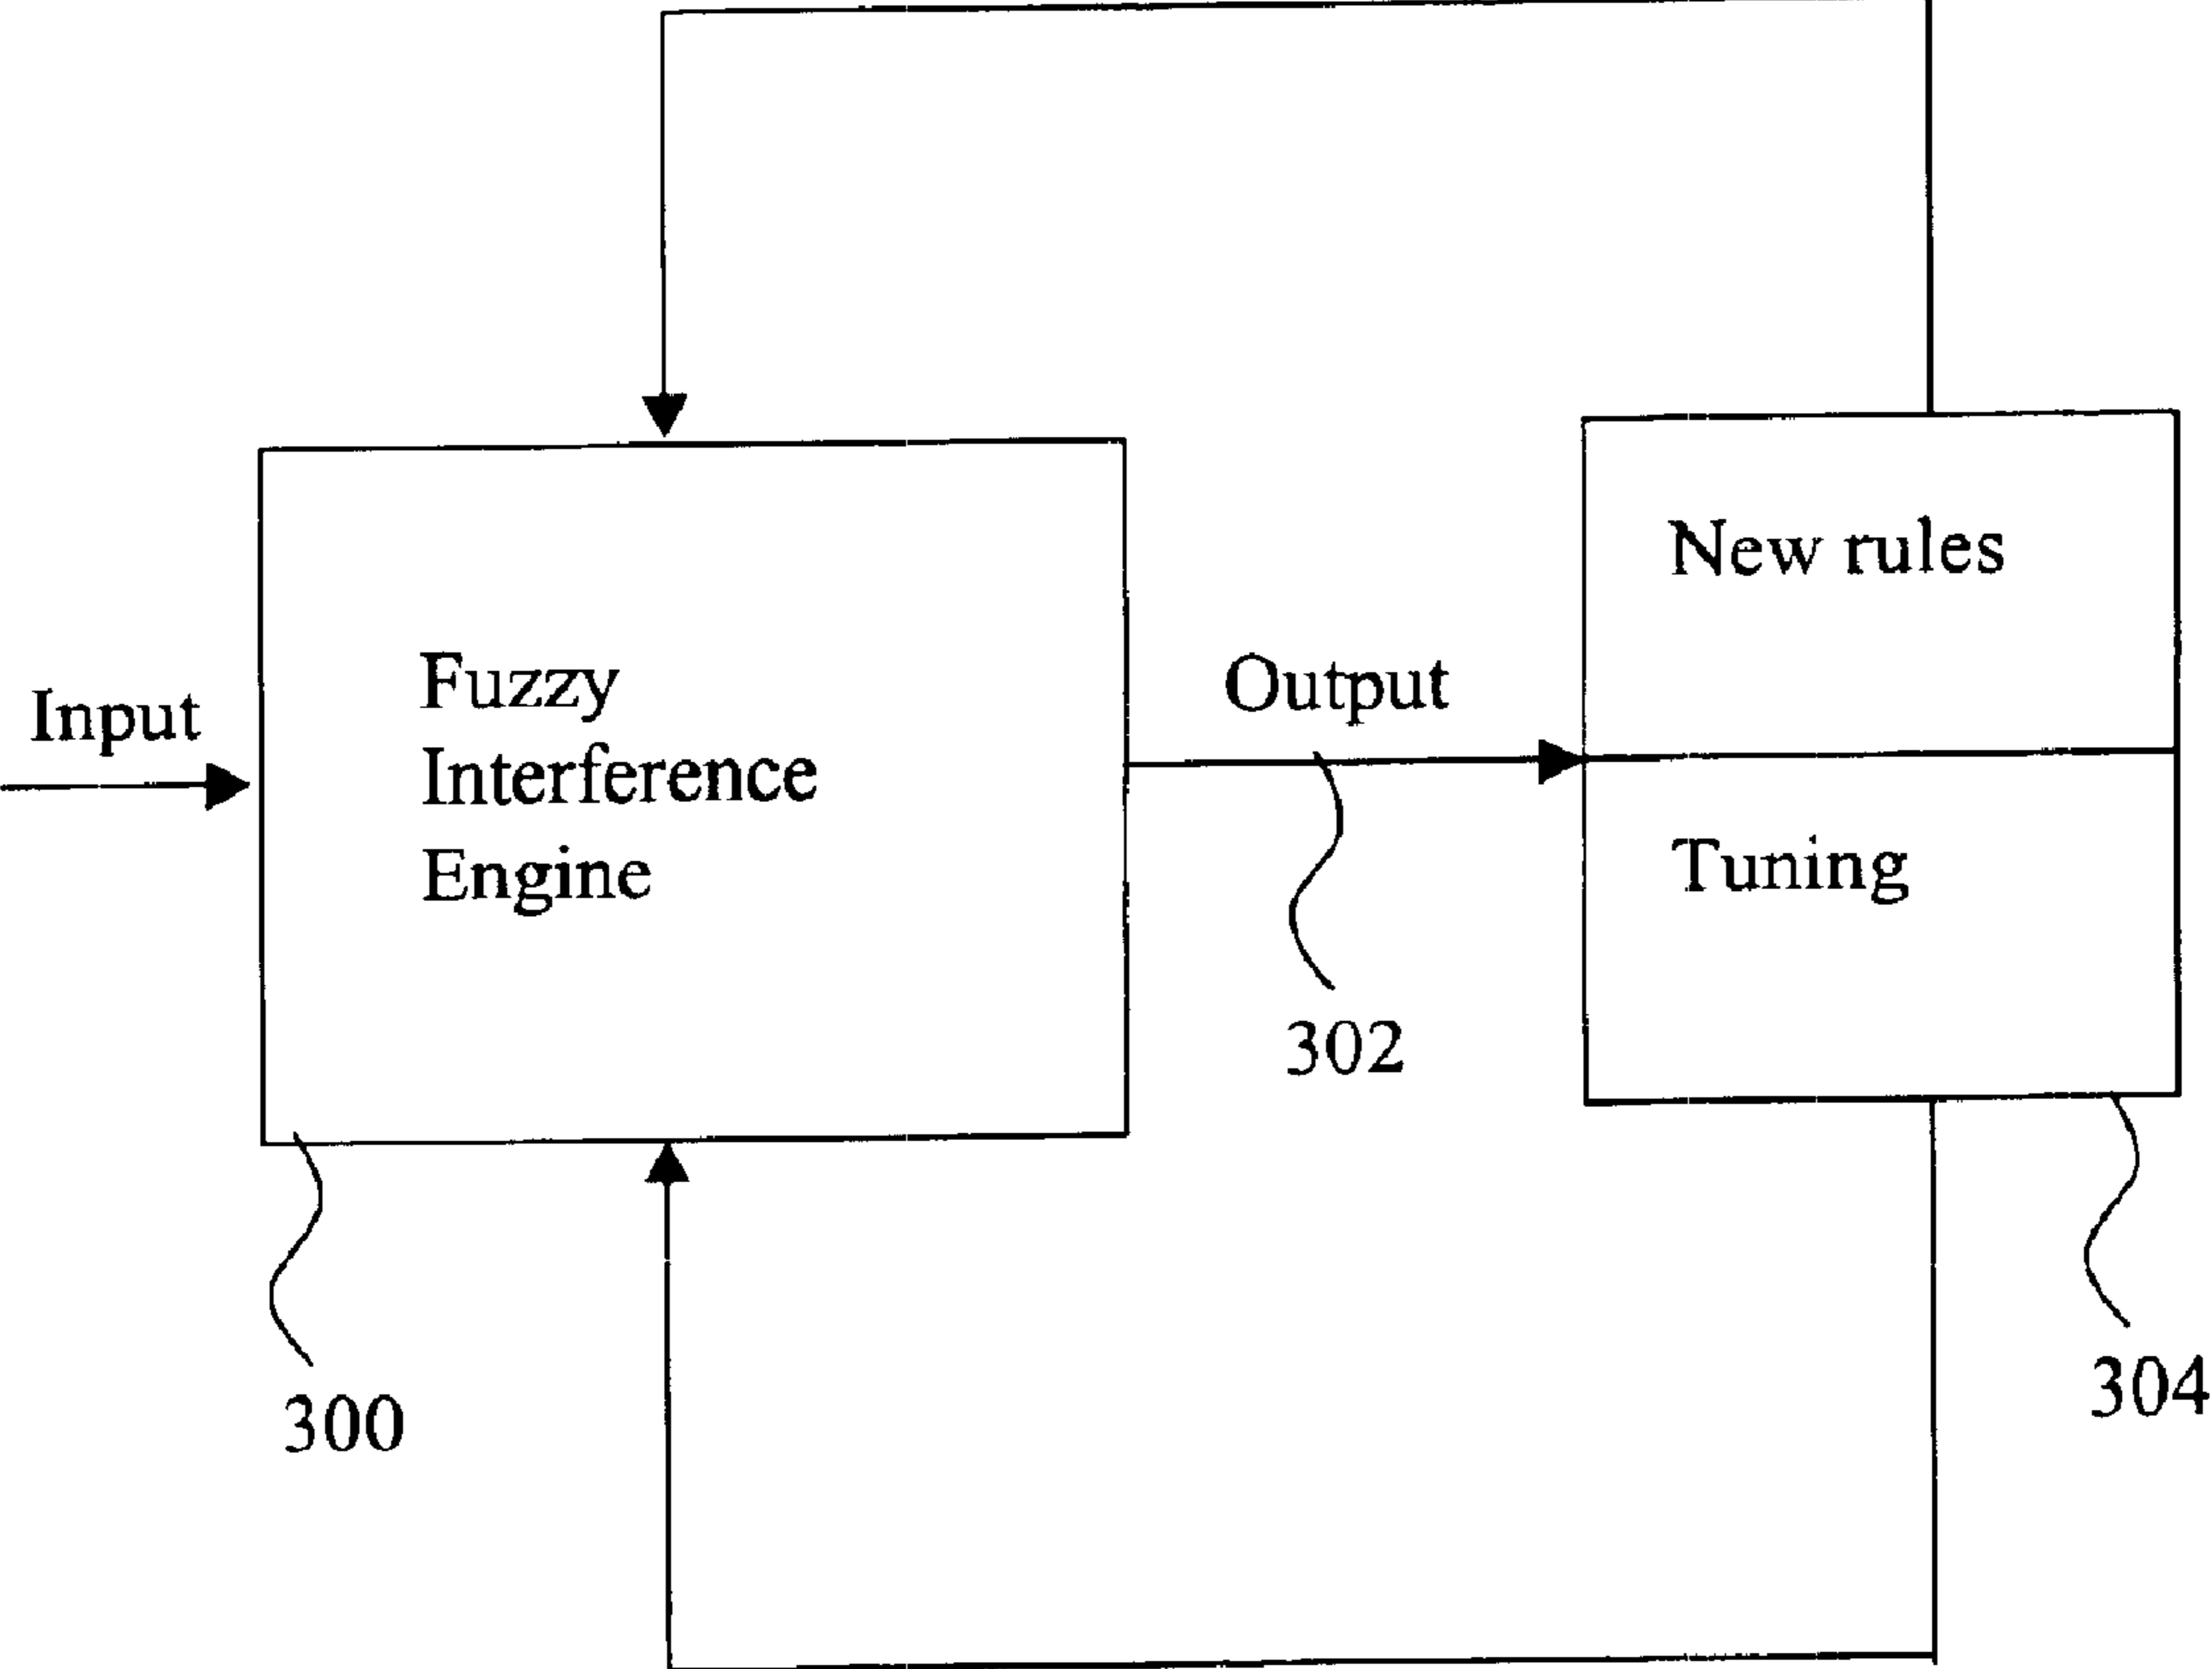 Input
Fuzzy
Interference
Engine
Output
New rules
Tuning
302
300
304